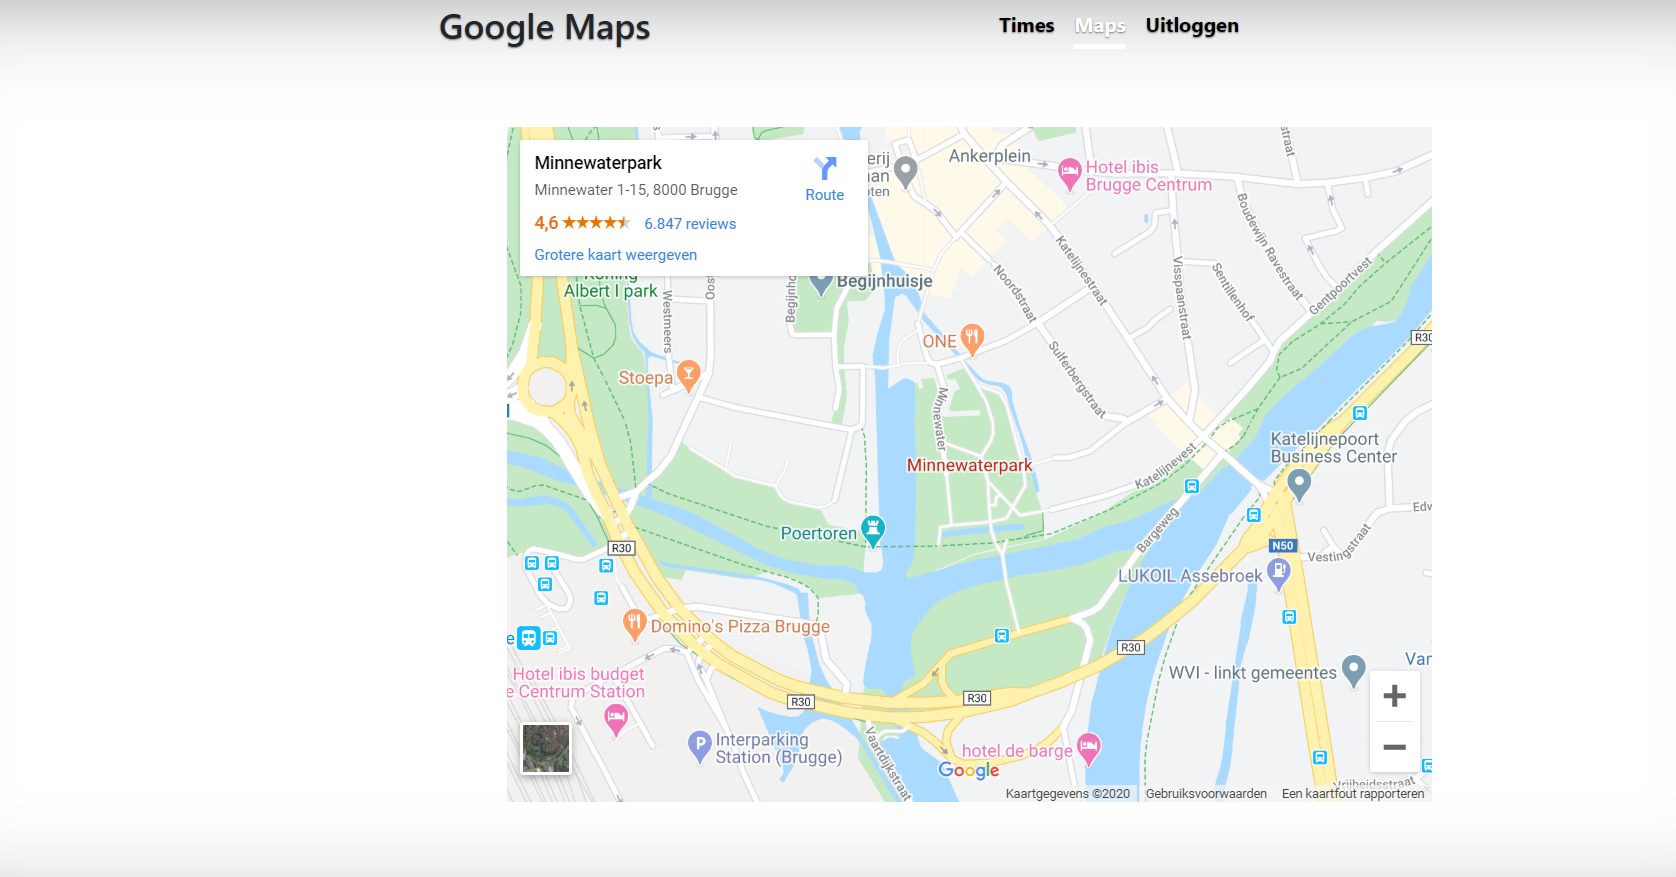 Google Maps
Times Maps Uitloggen
Minnewaterpark
Minnewater 1-15, 8000 Brugge
4,6
6.847 reviews
Grotere kaart weergeven
Route
Ankerplein
Hotel ibis
Brugge Centrum
Koning
Albert I park
Begijnhuisje
Westmeers
Katelijnestraat
Noordstraat
Visspaanstraat
Sentillenhof
Boudewijn Ravestraat
Gentpoortvest
R30
ONE
Sulferbergstraat
Stoepa
Minnewater
Minnewaterpark
Katelijnevest
Katelijnepoort
Business Center
Poertoren
Bargeweg
R30
N50
Vestingstraat
LUKOIL Assebroek
Domino's Pizza Brugge
R30
WVI - linkt gemeentes
Hotel ibis budget
e Centrum Station
R30
R30
Interparking
Station (Brugge)
Vaartdijkstraat
hotel de barge
Google
Vrijheidsstraat
Kaartgegevens ©2020
Gebruiksvoorwaarden
Een kaartfout rapporteren